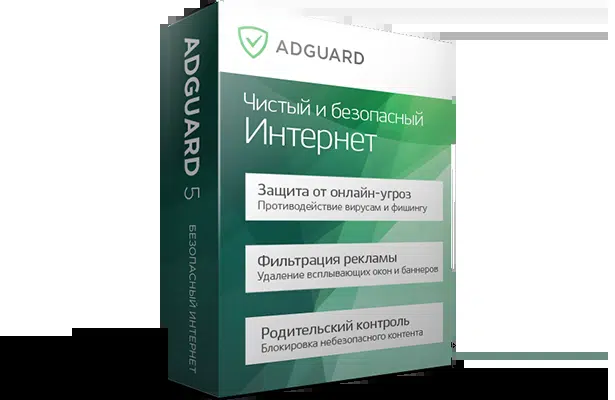 ADGUARD
Чистый и безопасный
Интернет
Защита от онлайн-угроз
Противодействие вирусам и фишингу
Фильтрация рекламы
Удаление всплывающих окон и баннеров
Родительский контроль
Блокировка небезопасного контента
ADGUARD 5
БЕЗОПАСНЫЙ ИНТЕРНЕТ